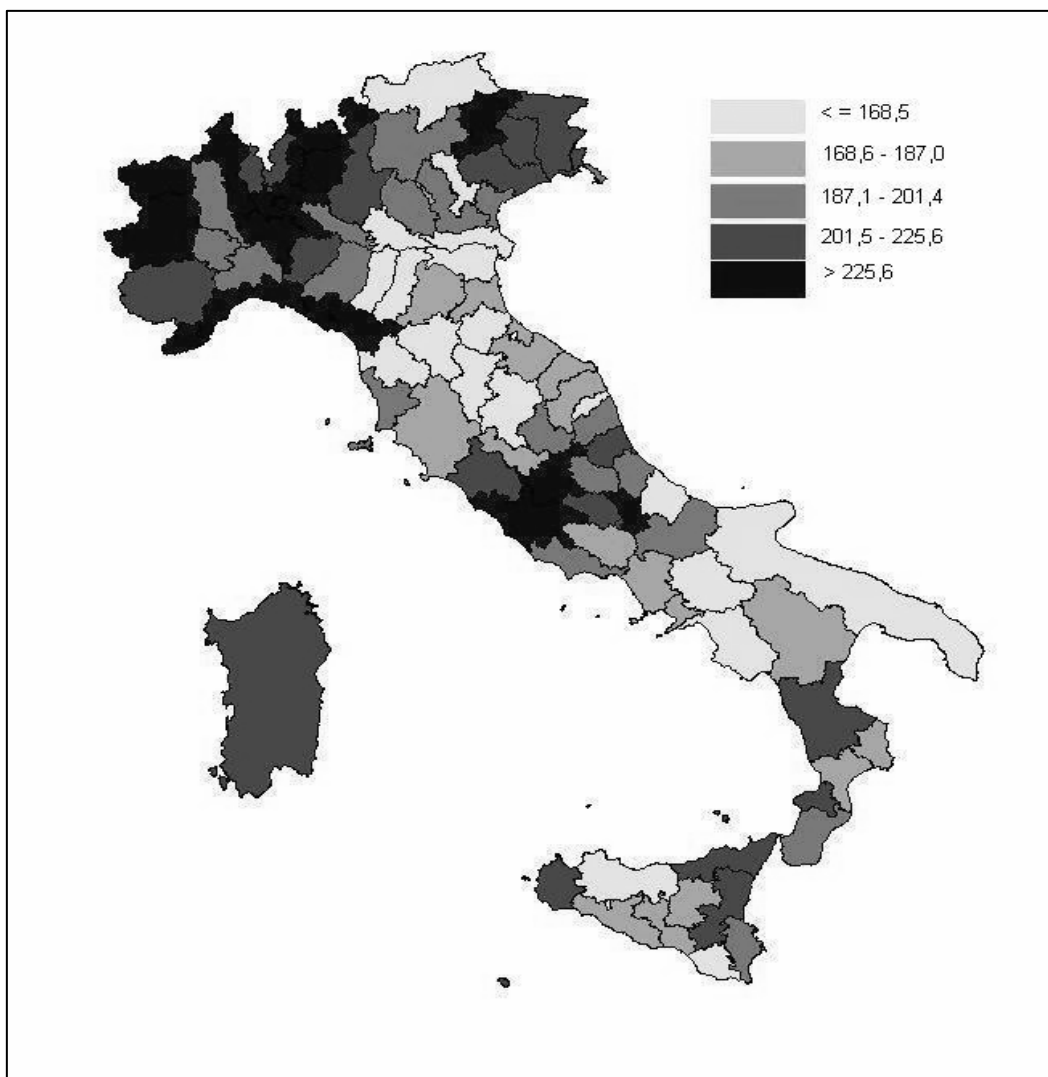 < = 168,5
168,6 - 187,0
187,1 - 201,4
201,5 - 225,6
> 225,6